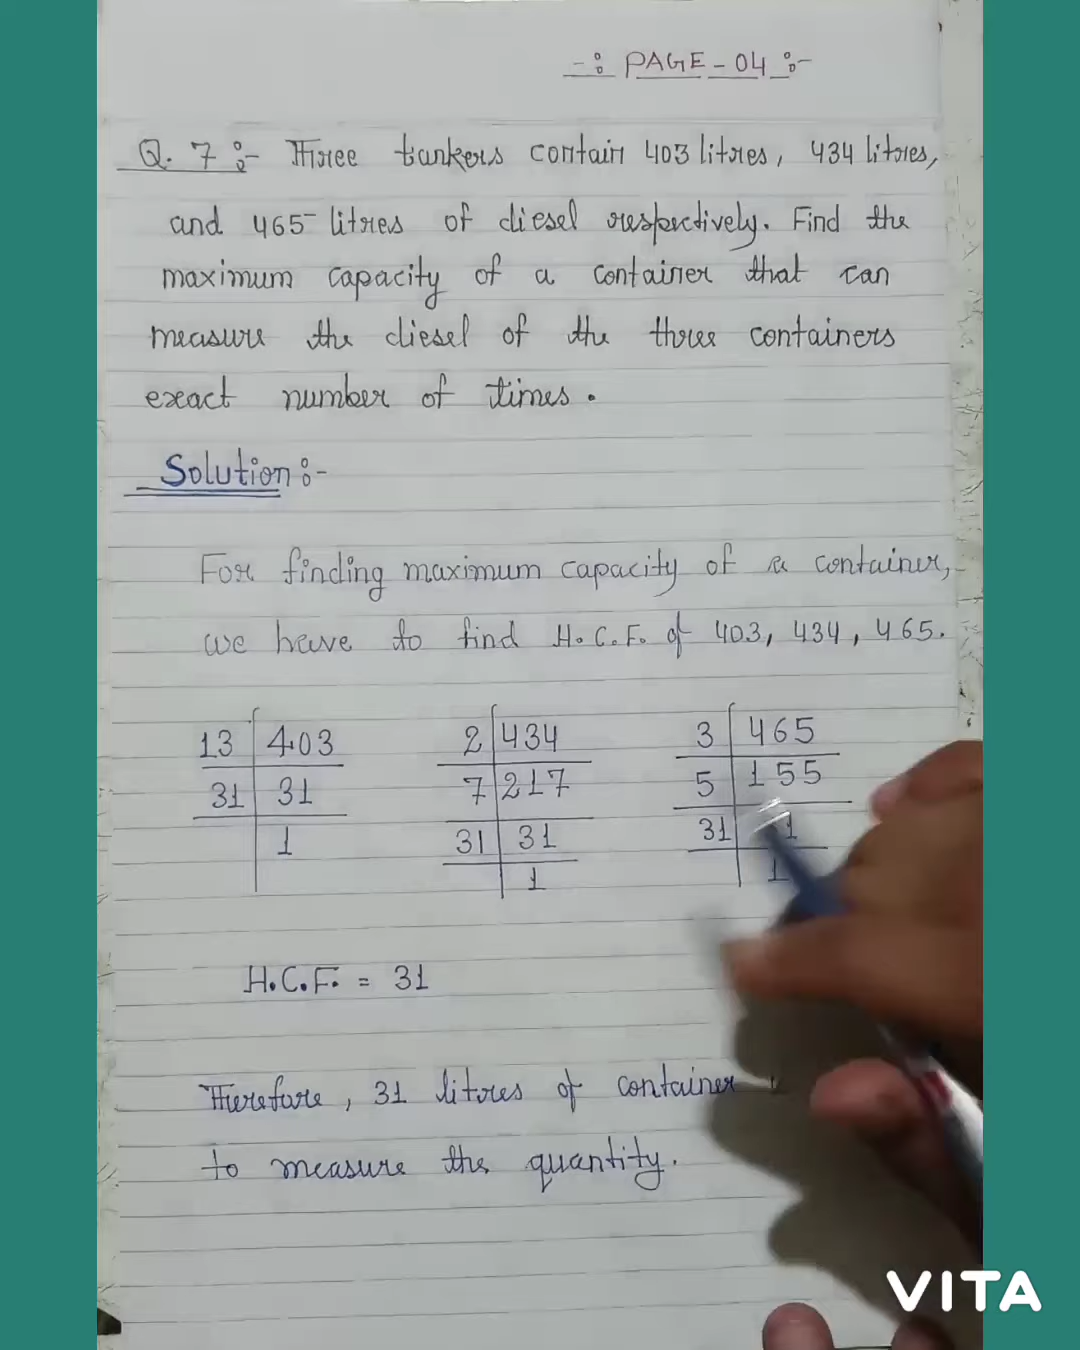 -: PAGE-04 :-
Q. 7 :- Three tankers contain 403 litres, 434 litres,
and 465 litres of diesel respectively. Find the
maximum capacity of a container that can
measure the diesel of the three containers
exact number of times.
Solution :-
For finding maximum capacity of a container,
we have to find H.C.F. of 403, 434, 465.
13 | 403
31 | 31
1
2 | 434
7 | 217
31 | 31
1
3 | 465
5 | 155
31 | 1
1
H.C.F. = 31
Therefore, 31 litres of container
to measure the quantity.
VITA